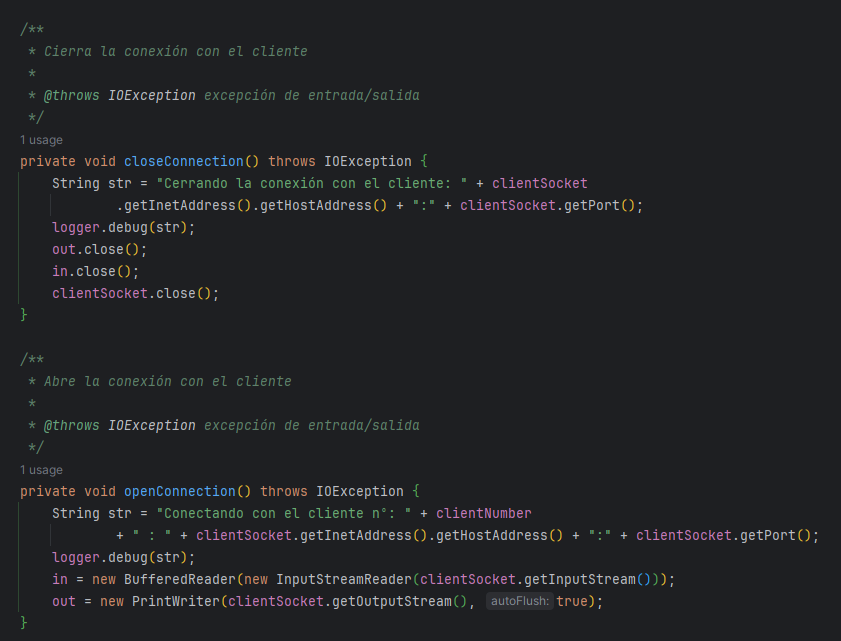 /**
 * Cierra la conexión con el cliente
 *
 * @throws IOException excepción de entrada/salida
 */
1 usage
private void closeConnection() throws IOException {
    String str = "Cerrando la conexión con el cliente: " + clientSocket
            .getInetAddress().getHostAddress() + ":" + clientSocket.getPort();
    logger.debug(str);
    out.close();
    in.close();
    clientSocket.close();
}

/**
 * Abre la conexión con el cliente
 *
 * @throws IOException excepción de entrada/salida
 */
1 usage
private void openConnection() throws IOException {
    String str = "Conectando con el cliente nº: " + clientNumber
            + " : " + clientSocket.getInetAddress().getHostAddress() + ":" + clientSocket.getPort();
    logger.debug(str);
    in = new BufferedReader(new InputStreamReader(clientSocket.getInputStream()));
    out = new PrintWriter(clientSocket.getOutputStream(), autoFlush: true);
}